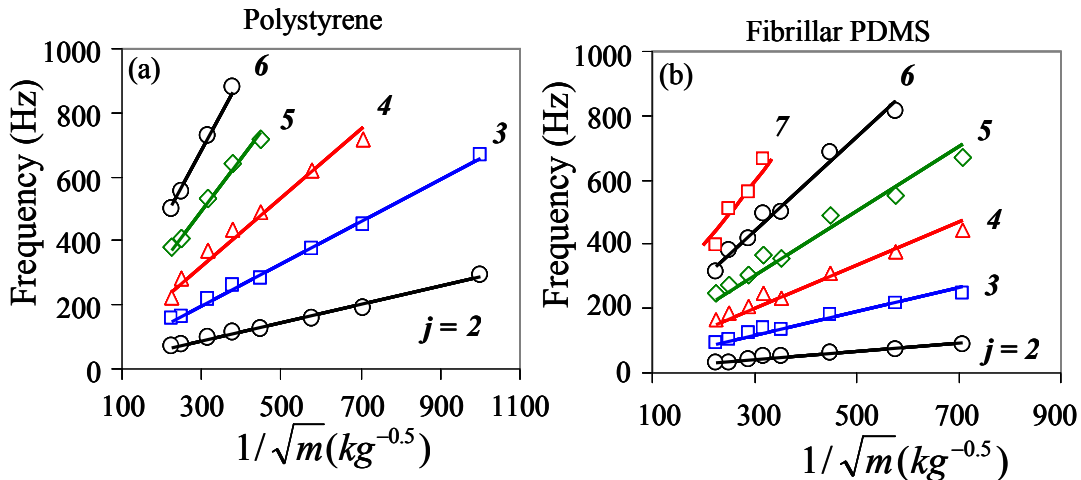 Polystyrene
(a)
Frequency (Hz)
1000
800
600
400
200
0
6
5
4
3
j = 2
100 300 500 700 900 1100
1/√m(kg⁻⁰·⁵)
Fibrillar PDMS
(b)
Frequency (Hz)
1000
800
600
400
200
0
7
6
5
4
3
j = 2
100 300 500 700 900
1/√m(kg⁻⁰·⁵)